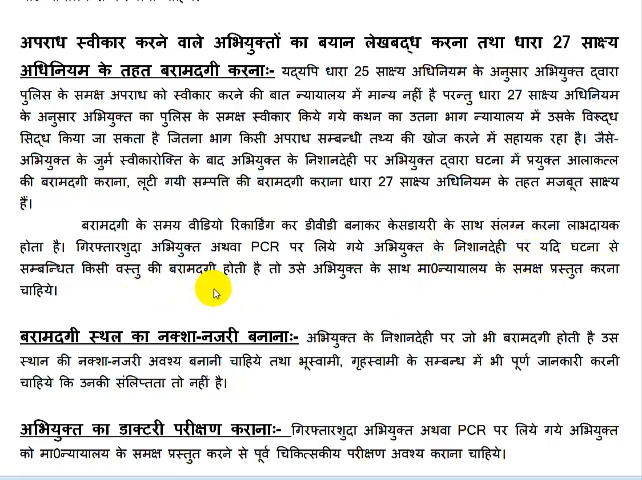 अपराध स्वीकार करने वाले अभियुक्तों का बयान लेखबद्ध करना तथा धारा 27 साक्ष्य
अधिनियम के तहत बरामदगी करनाः- यद्यपि धारा 25 साक्ष्य अधिनियम के अनुसार अभियुक्त द्वारा
पुलिस के समक्ष अपराध को स्वीकार करने की बात न्यायालय में मान्य नहीं है परन्तु धारा 27 साक्ष्य अधिनियम
के अनुसार अभियुक्त का पुलिस के समक्ष स्वीकार किये गये कथन का उतना भाग न्यायालय में उसके विरूद्ध
सिद्ध किया जा सकता है जितना भाग किसी अपराध सम्बन्धी तथ्य की खोज करने में सहायक रहा है। जैसे-
अभियुक्त के जुर्म स्वीकारोक्ति के बाद अभियुक्त के निशानदेही पर अभियुक्त द्वारा घटना में प्रयुक्त आलाकत्ल
की बरामदगी कराना, लूटी गयी सम्पत्ति की बरामदगी कराना धारा 27 साक्ष्य अधिनियम के तहत मजबूत साक्ष्य
हैं।
बरामदगी के समय वीडियो रिकार्डिंग कर डीवीडी बनाकर केसडायरी के साथ संलग्न करना लाभदायक
होता है। गिरफ्तारशुदा अभियुक्त अथवा PCR पर लिये गये अभियुक्त के निशानदेही पर यदि घटना से
सम्बन्धित किसी वस्तु की बरामदगी होती है तो उसे अभियुक्त के साथ मा0न्यायालय के समक्ष प्रस्तुत करना
चाहिये।
बरामदगी स्थल का नक्शा-नजरी बनानाः- अभियुक्त के निशानदेही पर जो भी बरामदगी होती है उस
स्थान की नक्शा-नजरी अवश्य बनानी चाहिये तथा भूस्वामी, गृहस्वामी के सम्बन्ध में भी पूर्ण जानकारी करनी
चाहिये कि उनकी संलिप्तता तो नहीं है।
अभियुक्त का डाक्टरी परीक्षण करानाः- गिरफ्तारशुदा अभियुक्त अथवा PCR पर लिये गये अभियुक्त
को मा0न्यायालय के समक्ष प्रस्तुत करने से पूर्व चिकित्सकीय परीक्षण अवश्य कराना चाहिये।